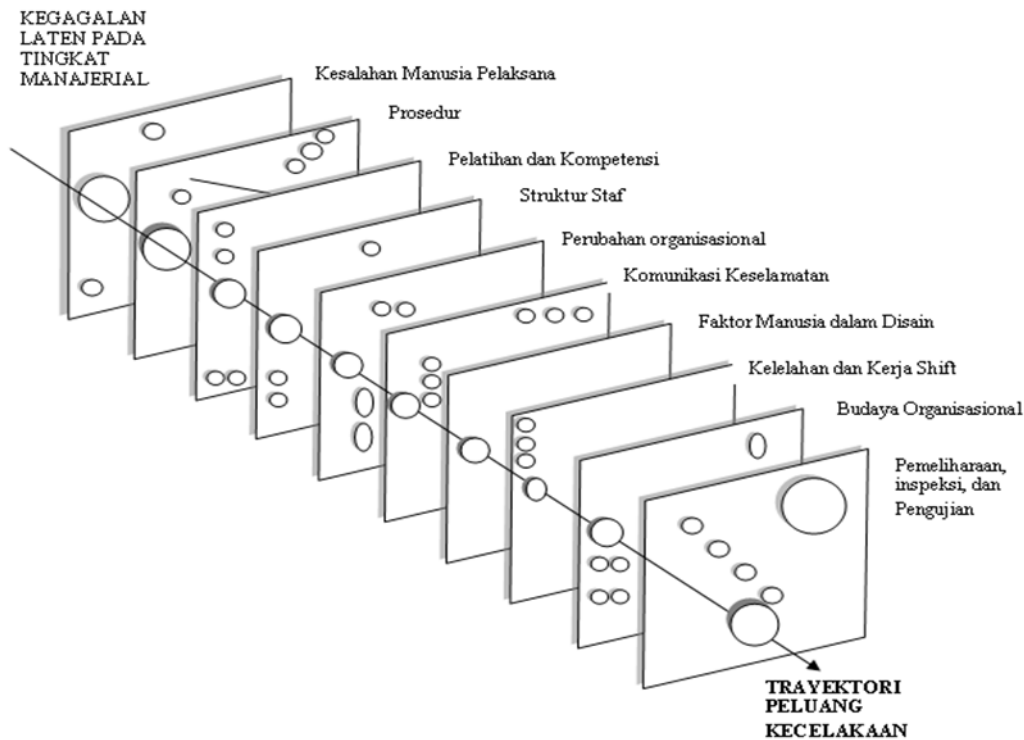 KEGAGALAN
LATEN PADA
TINGKAT
MANAJERIAL
Kesalahan Manusia Pelaksana
Prosedur
Pelatihan dan Kompetensi
Struktur Staf
Perubahan organisasional
Komunikasi Keselamatan
Faktor Manusia dalam Disain
Kelelahan dan Kerja Shift
Budaya Organisasional
Pemeliharaan,
inspeksi, dan
Pengujian
TRAYEKTORI
PELUANG
KECELAKAAN